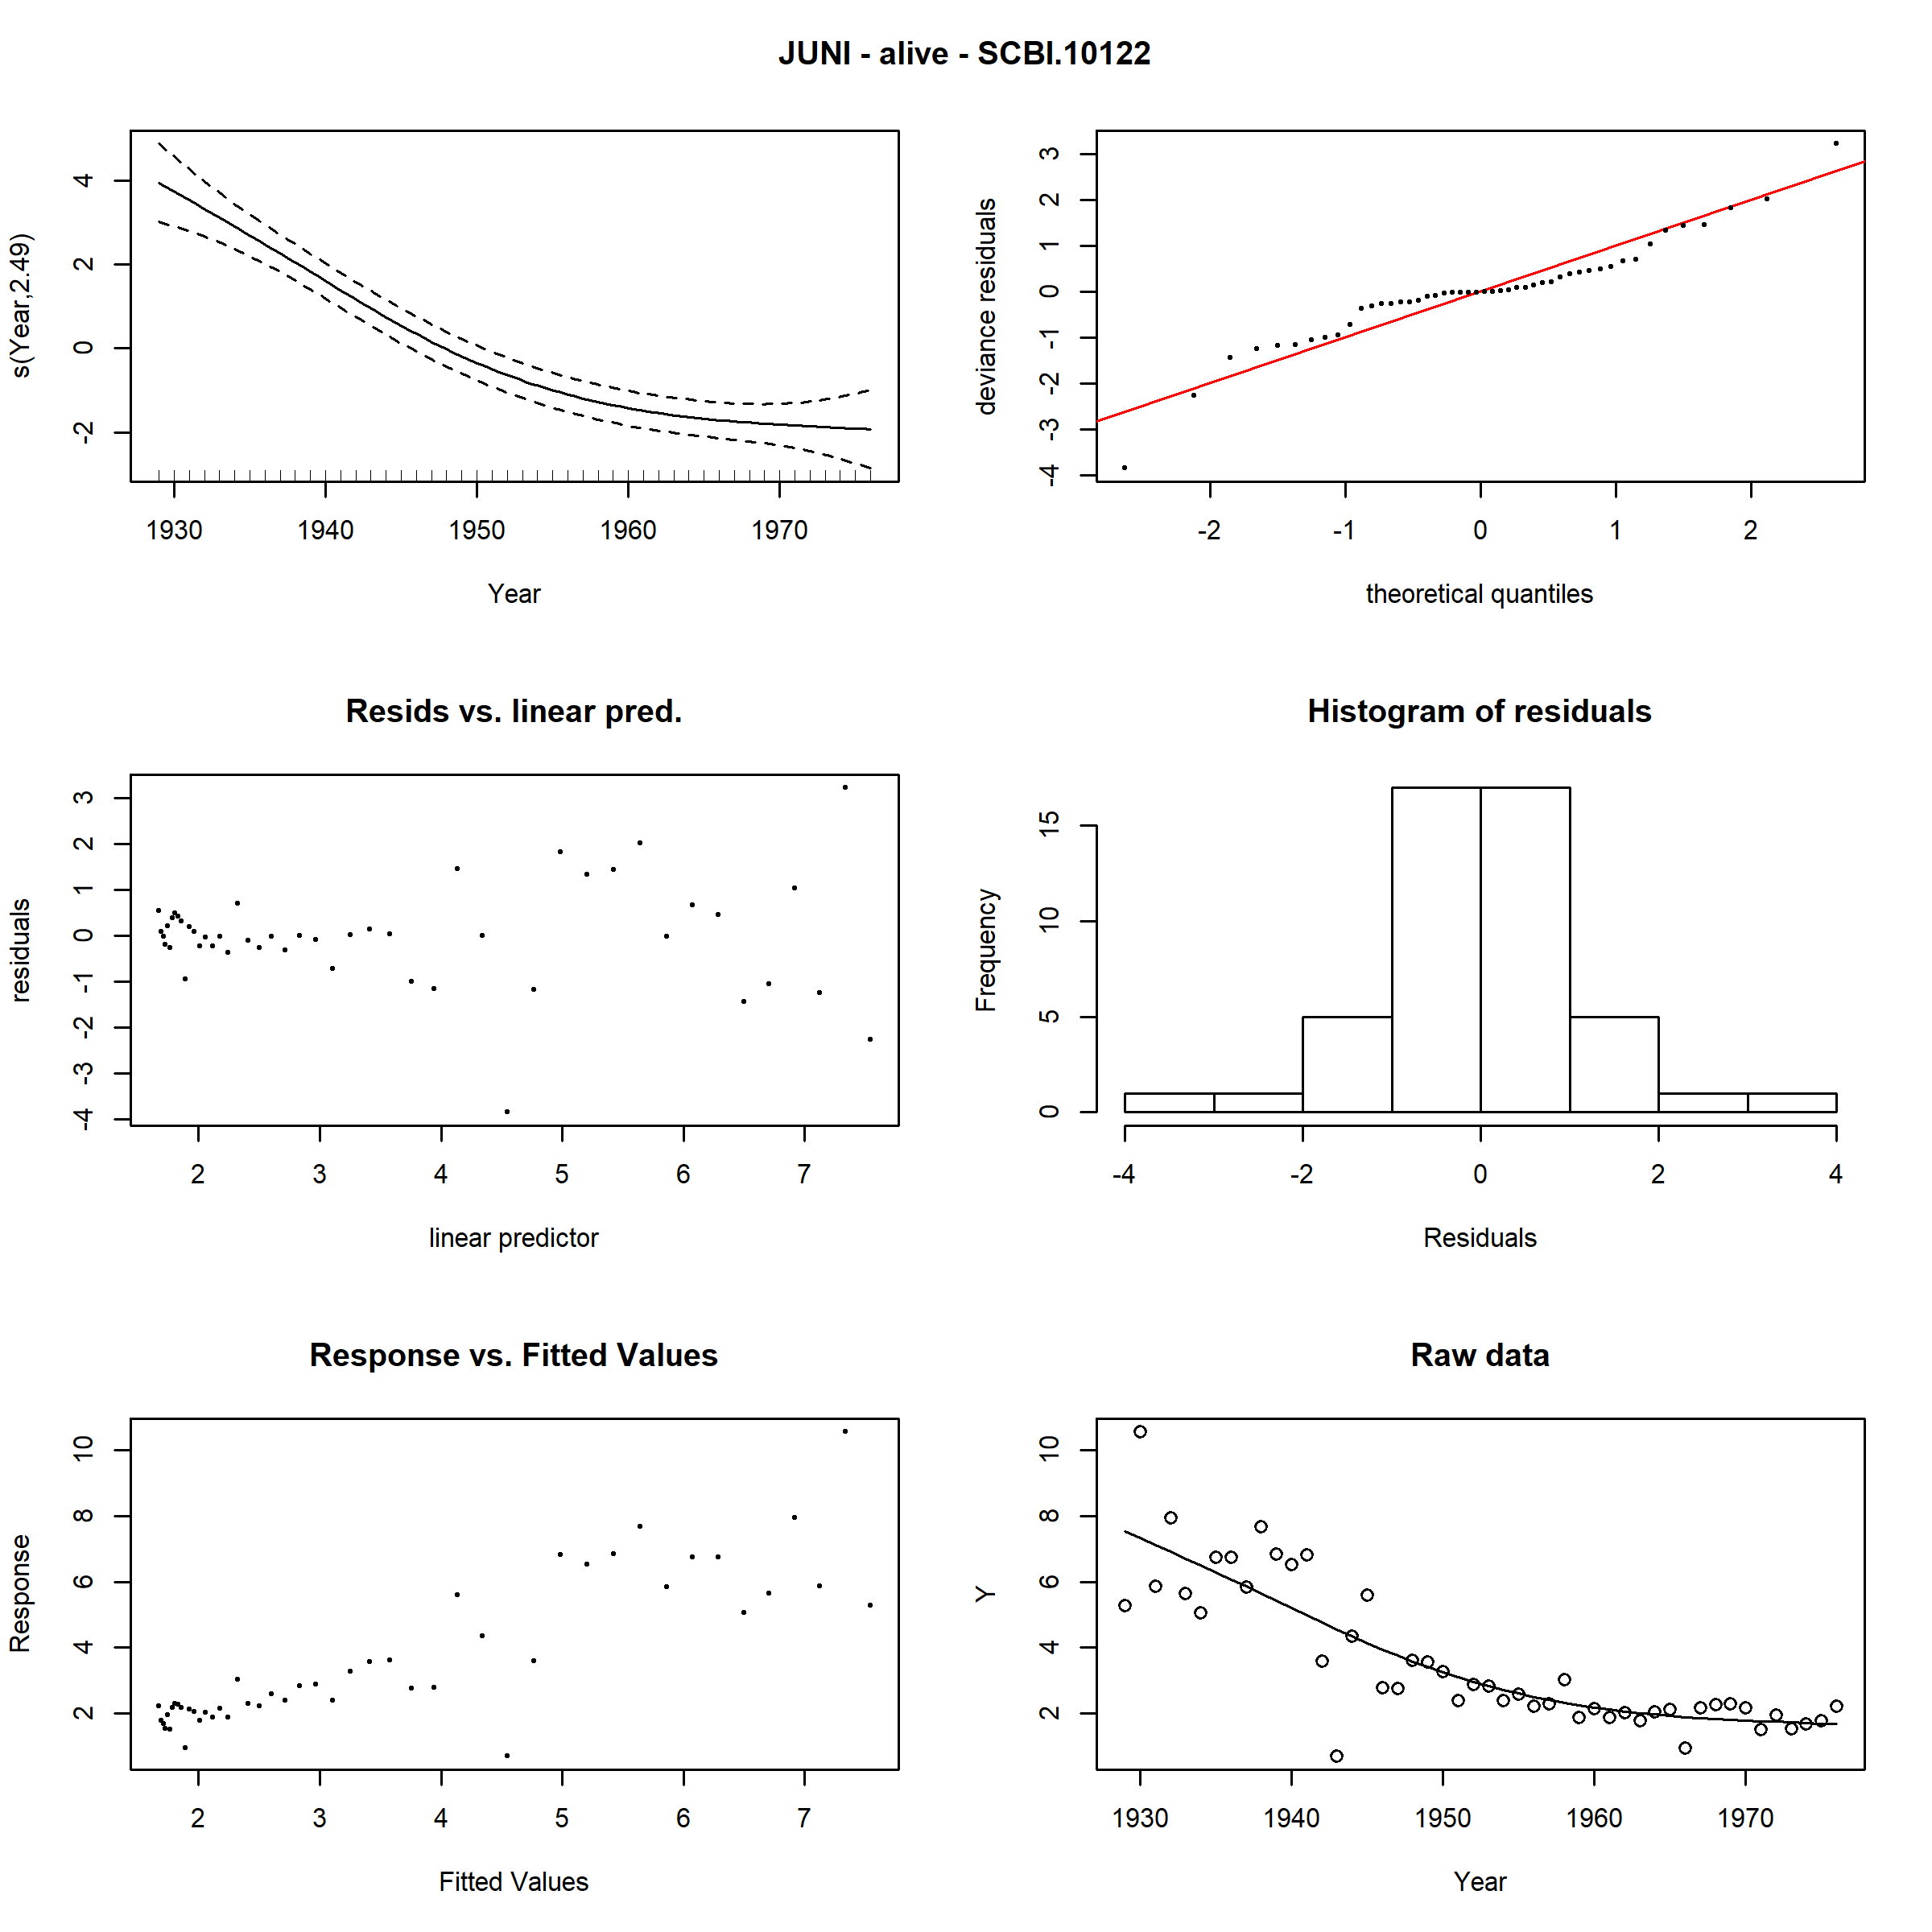 JUNI - alive - SCBI.10122
s(Year,2.49)
4
2
0
-2
1930 1940 1950 1960 1970
Year
deviance residuals
3
2
1
0
-1
-2
-3
-4
-2 -1 0 1 2
theoretical quantiles
Resids vs. linear pred.
residuals
3
2
1
0
-1
-2
-3
-4
2 3 4 5 6 7
linear predictor
Histogram of residuals
Frequency
15
10
5
0
-4 -2 0 2 4
Residuals
Response vs. Fitted Values
Response
10
8
6
4
2
2 3 4 5 6 7
Fitted Values
Raw data
Y
10
8
6
4
2
1930 1940 1950 1960 1970
Year